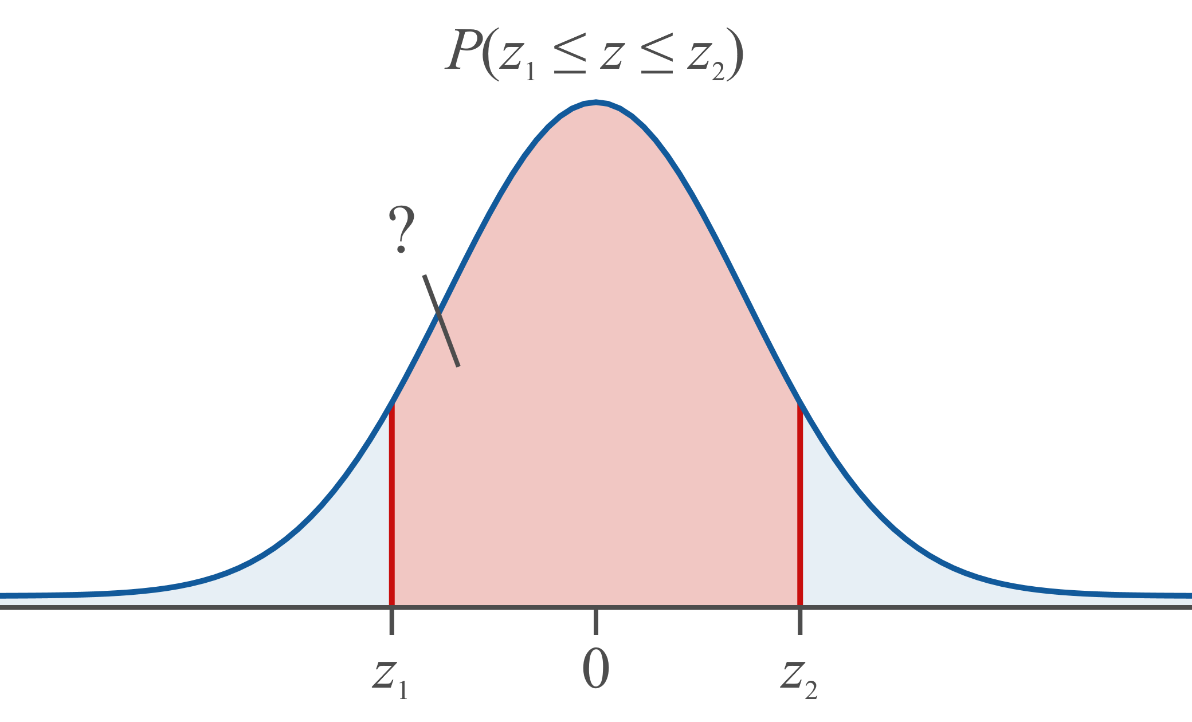 P(z₁ ≤ z ≤ z₂)
?
z₁ 0 z₂